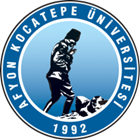 AFYON KOCATEPE ÜNİVERSİTESİ
1992